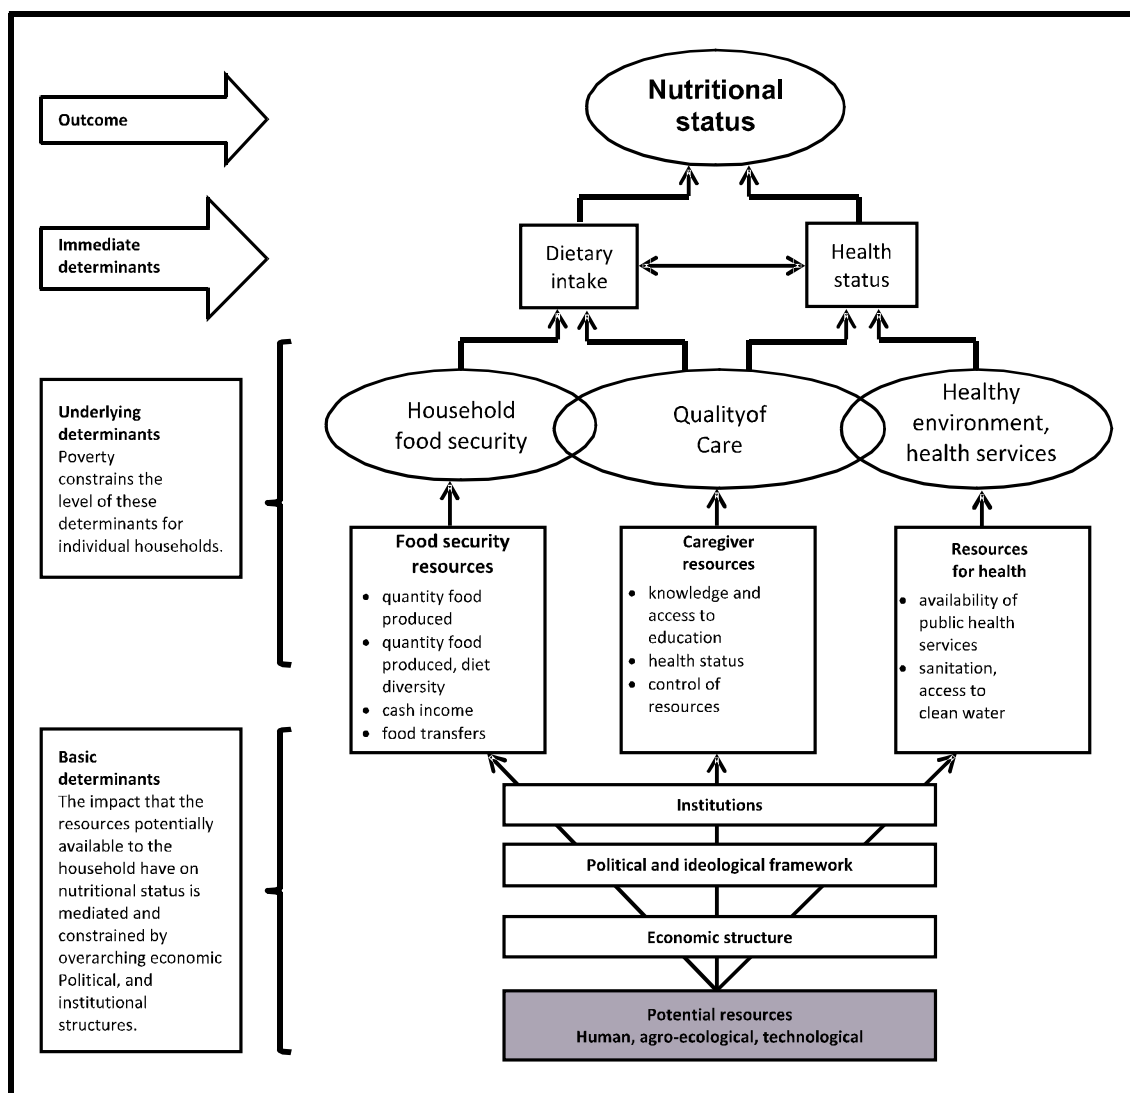 Outcome
Nutritional
status
Immediate
determinants
Dietary
intake
Health
status
Underlying
determinants
Poverty
constrains the
level of these
determinants for
individual households.
Household
food security
Qualityof
Care
Healthy
environment,
health services
Food security
resources
• quantity food
produced
• quantity food
produced, diet
diversity
• cash income
• food transfers
Caregiver
resources
• knowledge and
access to
education
• health status
• control of
resources
Resources
for health
• availability of
public health
services
• sanitation,
access to
clean water
Basic
determinants
The impact that the
resources potentially
available to the
household have on
nutritional status is
mediated and
constrained by
overarching economic
Political, and
institutional
structures.
Institutions
Political and ideological framework
Economic structure
Potential resources
Human, agro-ecological, technological